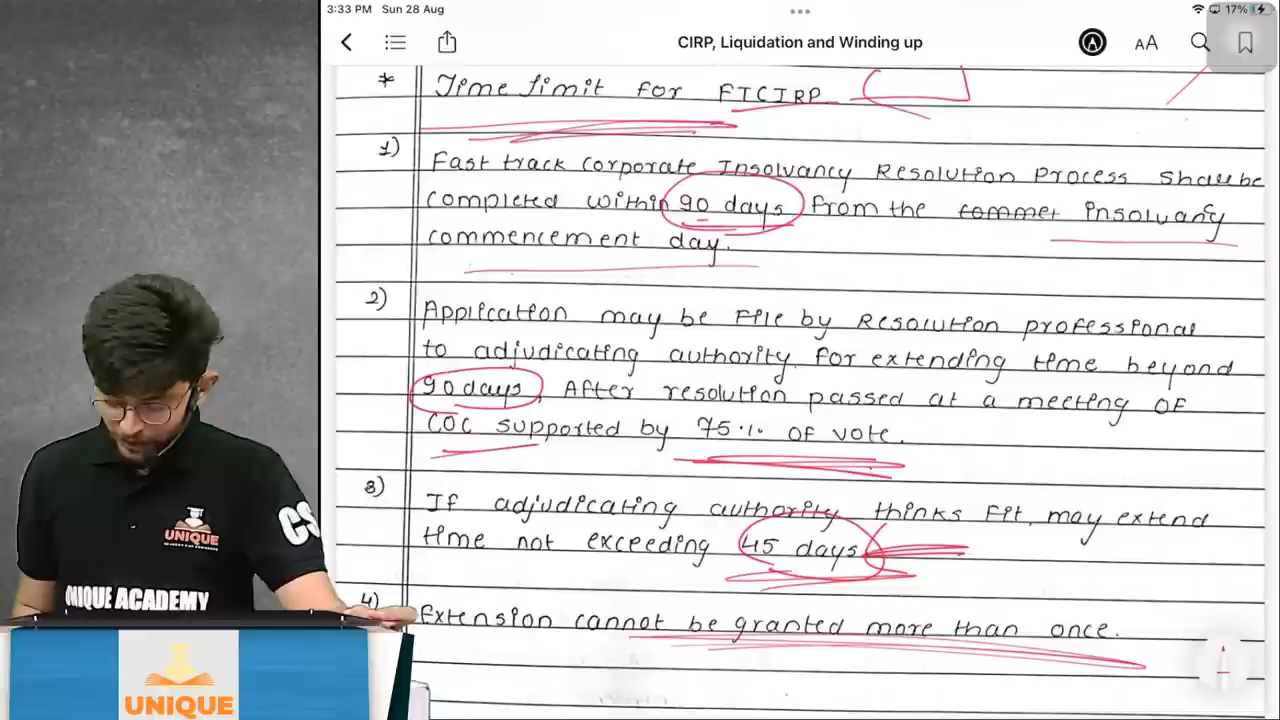 3:33 PM Sun 28 Aug
17%
CIRP, Liquidation and Winding up
AA
* Time limit for FTCIRP
1) Fast track corporate Insolvancy Resolution Process shall be
completed within 90 days from the commet insolvancy
commencement day.
2) Application may be File by Resolution professional
to adjudicating authority for extending time beyond
90 days, After resolution passed at a meeting of
COC supported by 75·1· of vote.
3) If adjudicating authority thinks Fit, may extend
time not exceeding 45 days
4) Extension cannot be granted more than once.
UNIQUE
CS
UNIQUE ACADEMY
UNIQUE